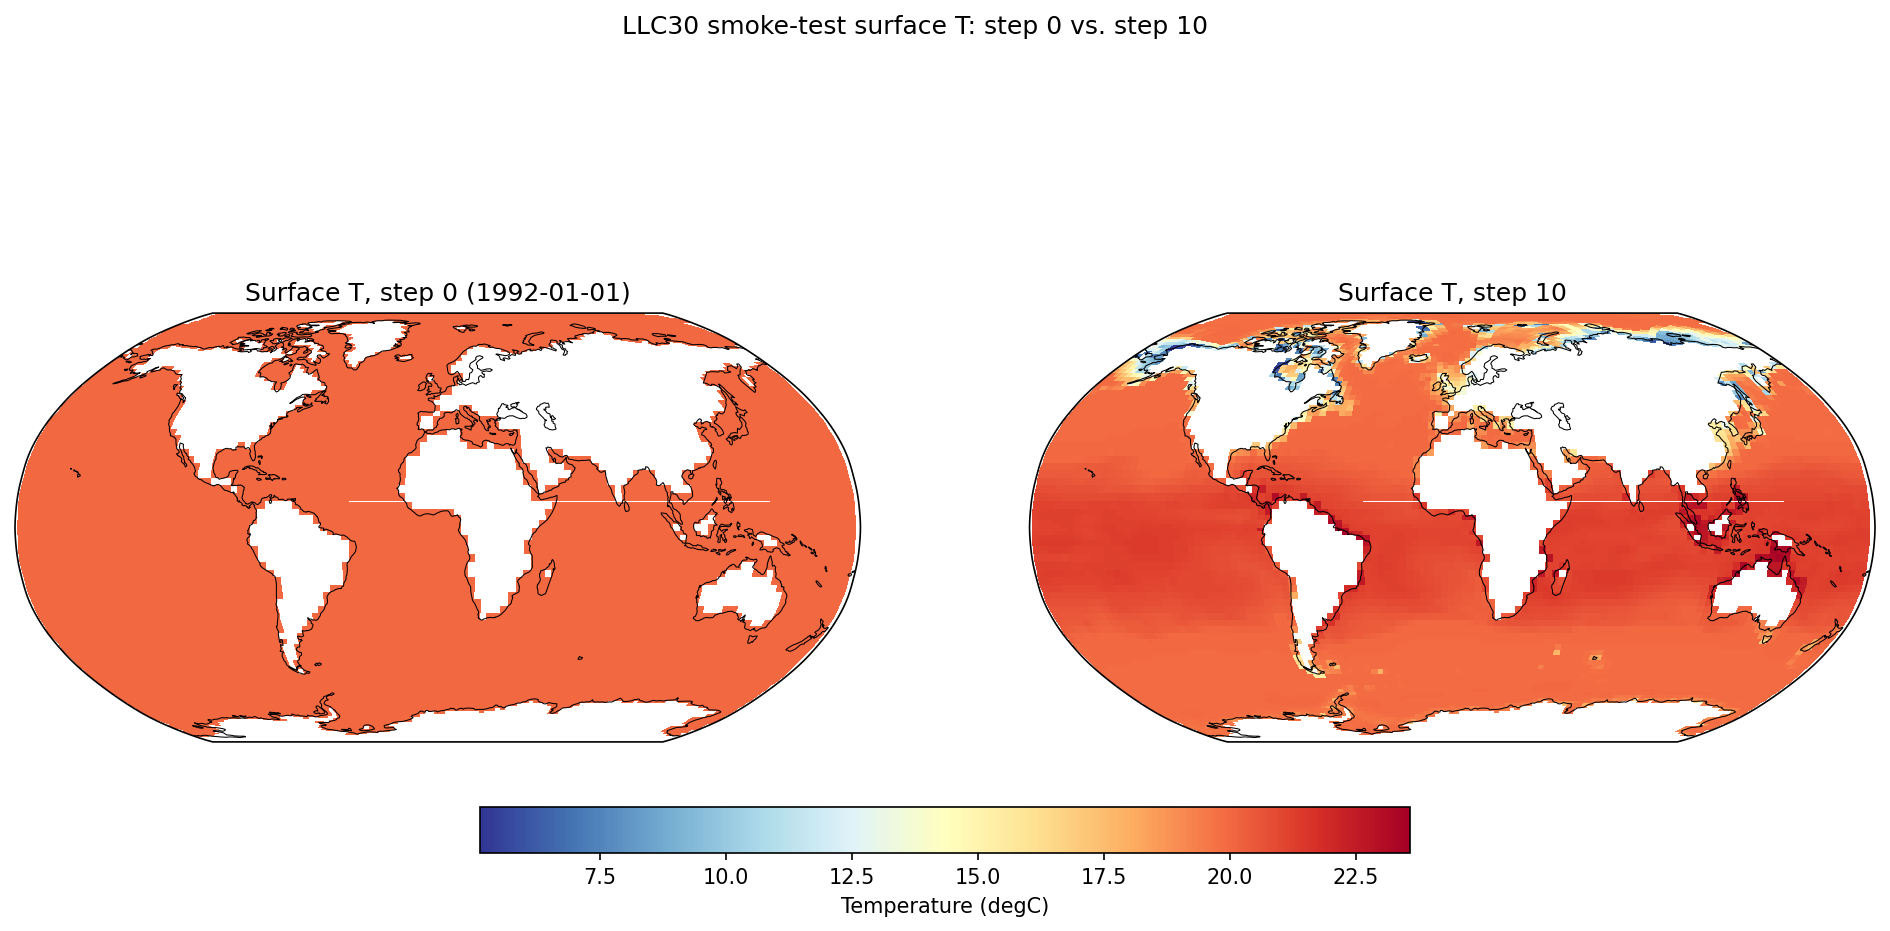 LLC30 smoke-test surface T: step 0 vs. step 10
Surface T, step 0 (1992-01-01)
Surface T, step 10
7.5 10.0 12.5 15.0 17.5 20.0 22.5
Temperature (degC)